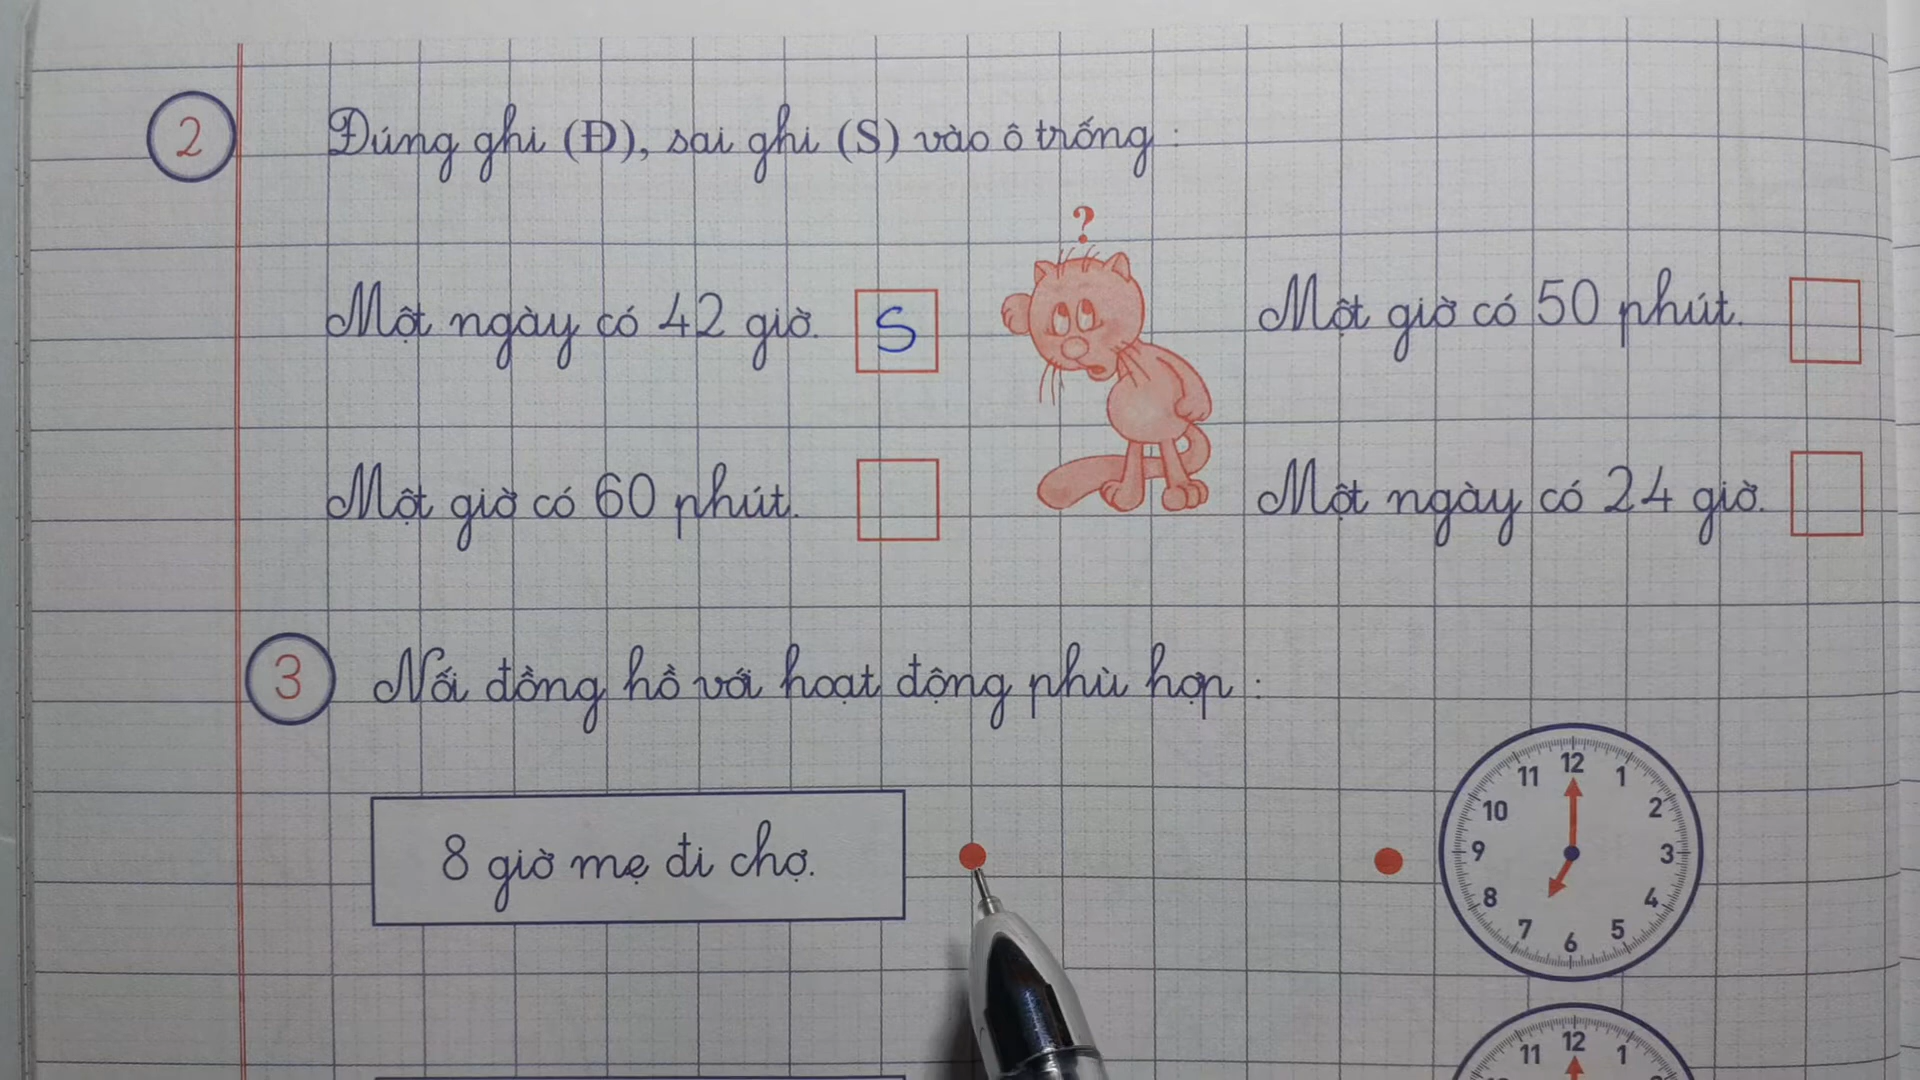 2
Đúng ghi (Đ), sai ghi (S) vào ô trống :
?
Một ngày có 42 giờ. S
Một giờ có 50 phút.
Một giờ có 60 phút.
Một ngày có 24 giờ.
3
Nối đồng hồ với hoạt động phù hợp :
8 giờ mẹ đi chợ.
12 1 2 3 4 5 6 7 8 9 10 11
11 12 1